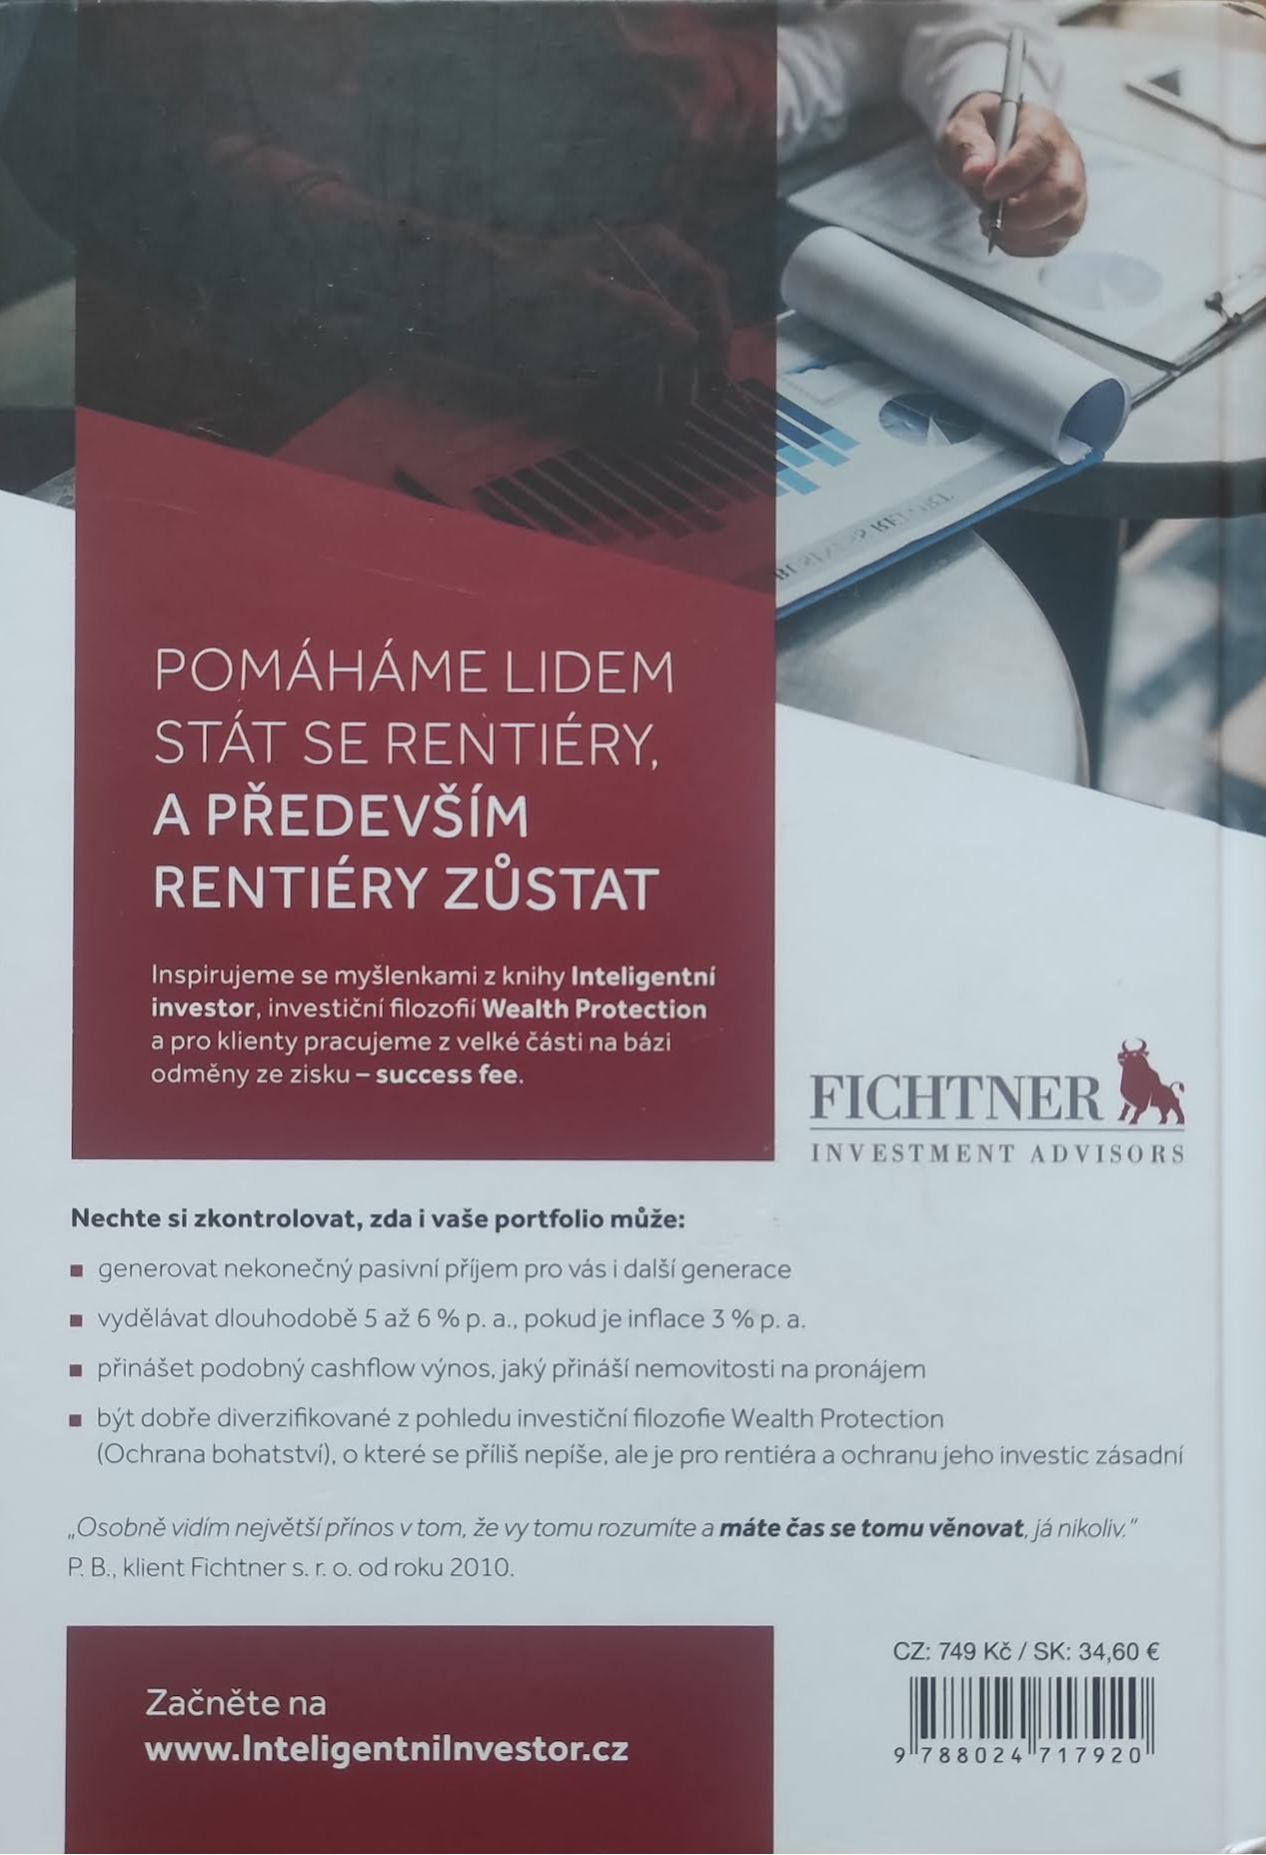 BUSINESS REPORT
POMÁHÁME LIDEM
STÁT SE RENTIÉRY,
A PŘEDEVŠÍM
RENTIÉRY ZŮSTAT
Inspirujeme se myšlenkami z knihy Inteligentní
investor, investiční filozofií Wealth Protection
a pro klienty pracujeme z velké části na bázi
odměny ze zisku – success fee.
FICHTNER
INVESTMENT ADVISORS
Nechte si zkontrolovat, zda i vaše portfolio může:
generovat nekonečný pasivní příjem pro vás i další generace
vydělávat dlouhodobě 5 až 6 % p. a., pokud je inflace 3 % p. a.
přinášet podobný cashflow výnos, jaký přináší nemovitosti na pronájem
být dobře diverzifikované z pohledu investiční filozofie Wealth Protection
(Ochrana bohatství), o které se příliš nepíše, ale je pro rentiéra a ochranu jeho investic zásadní
„Osobně vidím největší přínos v tom, že vy tomu rozumíte a máte čas se tomu věnovat, já nikoliv."
P. B., klient Fichtner s. r. o. od roku 2010.
Začněte na
www.InteligentniInvestor.cz
CZ: 749 Kč / SK: 34,60 €
9 788024 717920